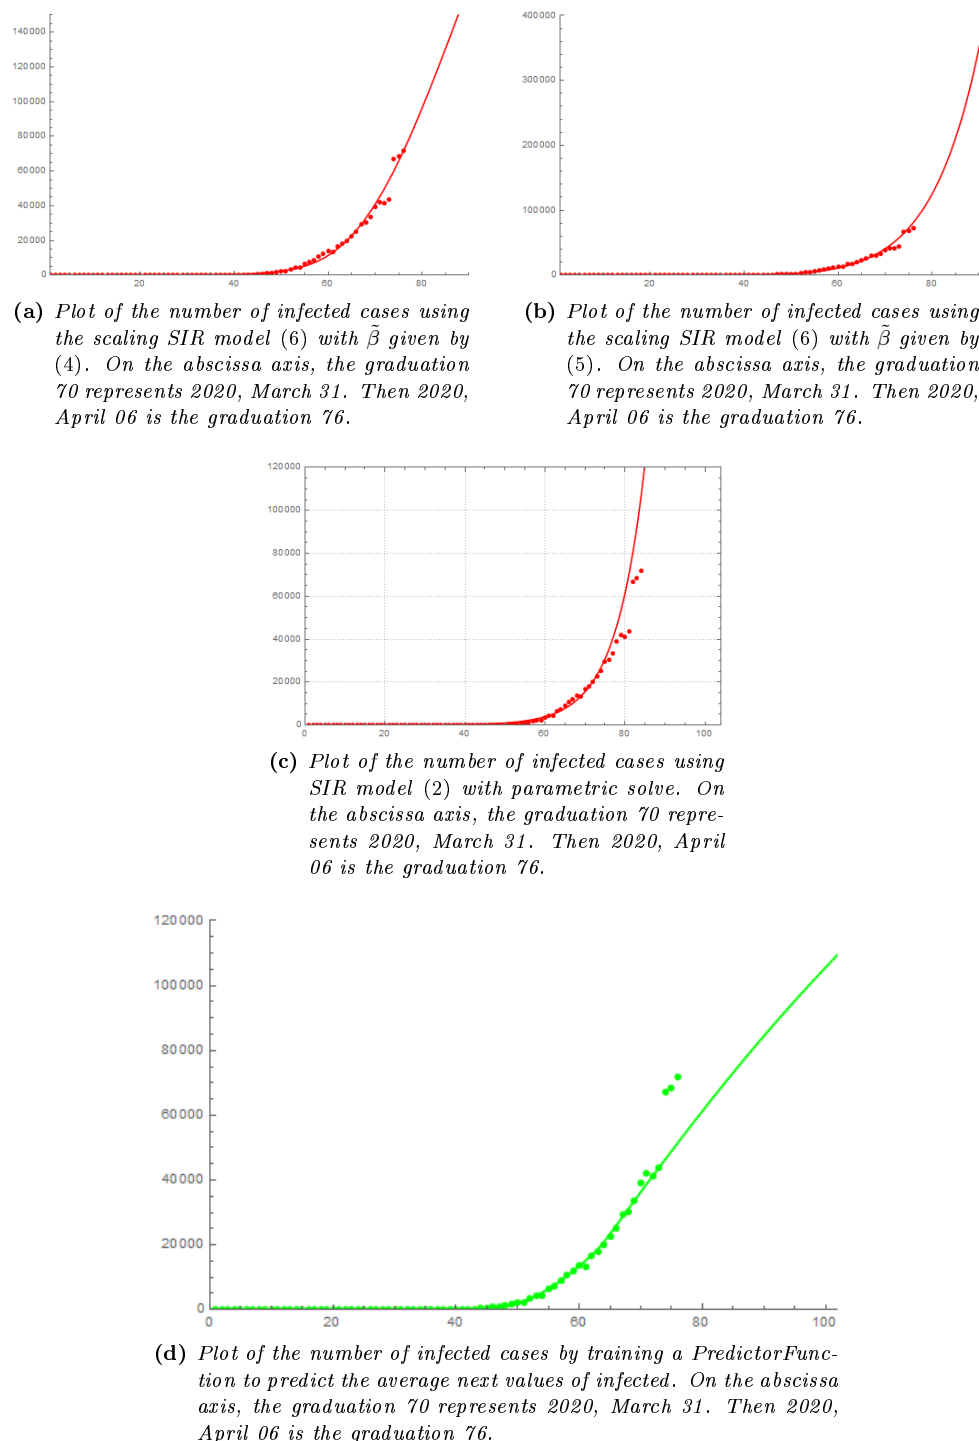 140000
120000
100000
80000
60000
40000
20000
0
20 40 60 80
400000
300000
200000
100000
0
20 40 60 80
(a) Plot of the number of infected cases using
the scaling SIR model (6) with β̃ given by
(4). On the abscissa axis, the graduation
70 represents 2020, March 31. Then 2020,
April 06 is the graduation 76.
(b) Plot of the number of infected cases using
the scaling SIR model (6) with β̃ given by
(5). On the abscissa axis, the graduation
70 represents 2020, March 31. Then 2020,
April 06 is the graduation 76.
120000
100000
80000
60000
40000
20000
0
0 20 40 60 80 100
(c) Plot of the number of infected cases using
SIR model (2) with parametric solve. On
the abscissa axis, the graduation 70 repre-
sents 2020, March 31. Then 2020, April
06 is the graduation 76.
120000
100000
80000
60000
40000
20000
0
0 20 40 60 80 100
(d) Plot of the number of infected cases by training a PredictorFunc-
tion to predict the average next values of infected. On the abscissa
axis, the graduation 70 represents 2020, March 31. Then 2020,
April 06 is the graduation 76.